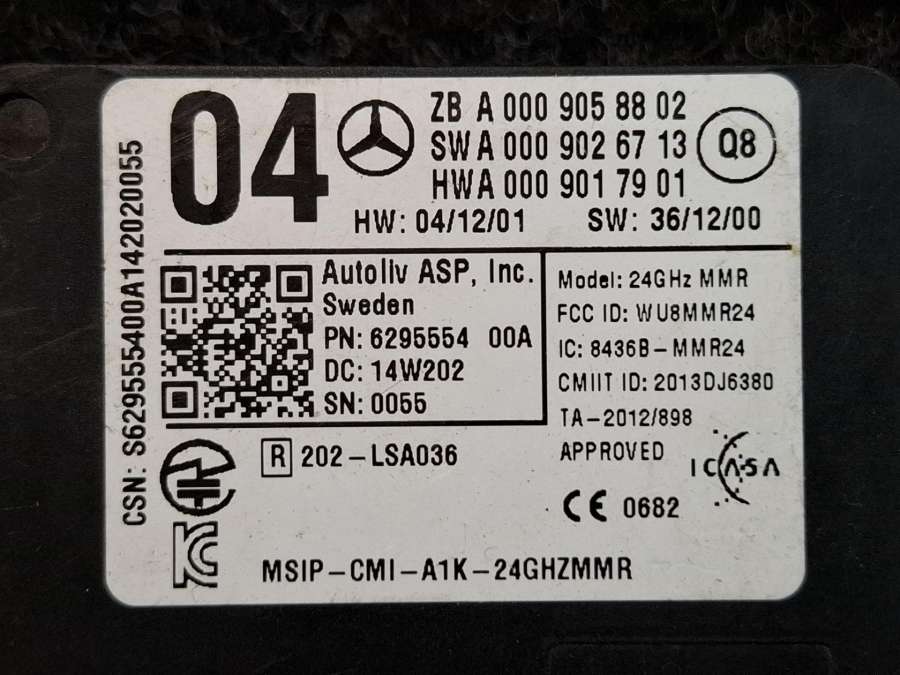 04
ZB A 000 905 88 02
SW A 000 902 67 13
HW A 000 901 79 01
Q8
HW: 04/12/01 SW: 36/12/00
CSN: S629555400A142020055
Autoliv ASP, Inc.
Sweden
PN: 6295554 00A
DC: 14W202
SN: 0055
Model: 24GHz MMR
FCC ID: WU8MMR24
IC: 8436B-MMR24
CMIIT ID: 2013DJ6380
TA-2012/898
APPROVED
ICASA
R 202-LSA036
CE 0682
MSIP-CMI-A1K-24GHZMMR